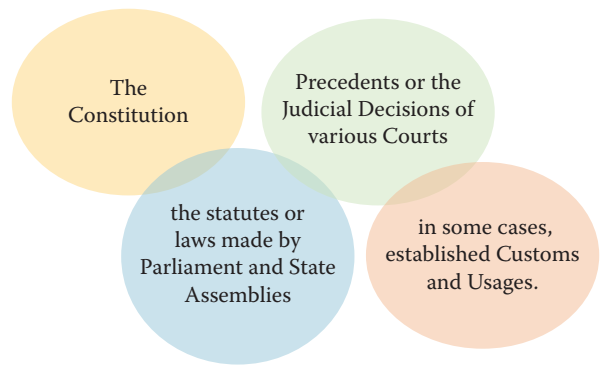 The
Constitution
Precedents or the
Judicial Decisions of
various Courts
the statutes or
laws made by
Parliament and State
Assemblies
in some cases,
established Customs
and Usages.